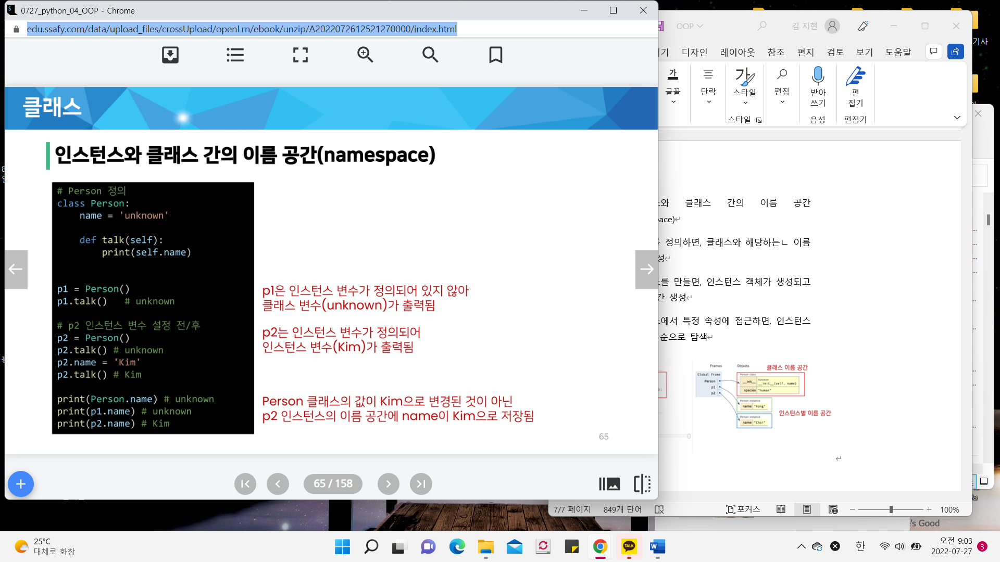 0727_python_04_OOP - Chrome
edu.ssafy.com/data/upload_files/crossUpload/openLrn/ebook/unzip/A2022072612521270000/index.html
클래스
인스턴스와 클래스 간의 이름 공간(namespace)
# Person 정의
class Person:
    name = 'unknown'
    def talk(self):
        print(self.name)
p1 = Person()
p1.talk()   # unknown
# p2 인스턴스 변수 설정 전/후
p2 = Person()
p2.talk() # unknown
p2.name = 'Kim'
p2.talk() # Kim
print(Person.name) # unknown
print(p1.name) # unknown
print(p2.name) # Kim
p1은 인스턴스 변수가 정의되어 있지 않아
클래스 변수(unknown)가 출력됨
p2는 인스턴스 변수가 정의되어
인스턴스 변수(Kim)가 출력됨
Person 클래스의 값이 Kim으로 변경된 것이 아닌
p2 인스턴스의 이름 공간에 name이 Kim으로 저장됨
65
65 / 158
OOP
김 지현
디자인 레이아웃 참조 편지 검토 보기 도움말
글꼴
단락
스타일
편집
받아
쓰기
편
집기
스타일
음성
편집기
와 클래스 간의 이름 공간
ace)
정의하면, 클래스와 해당하는ㄴ 이름
성
를 만들면, 인스턴스 객체가 생성되고
간 생성
에서 특정 속성에 접근하면, 인스턴스
순으로 탐색
Frames Objects 클래스 이름 공간
Global frame
Person
p1
p2
Person class
__init__
function
__init__(self, name)
species "human"
Person instance
name "Hong"
Person instance
name "Choi"
인스턴스별 이름 공간
7/7 페이지 849개 단어
포커스
100%
기사
's Good
25°C
대체로 화창
TALK
한
오전 9:03
2022-07-27
3